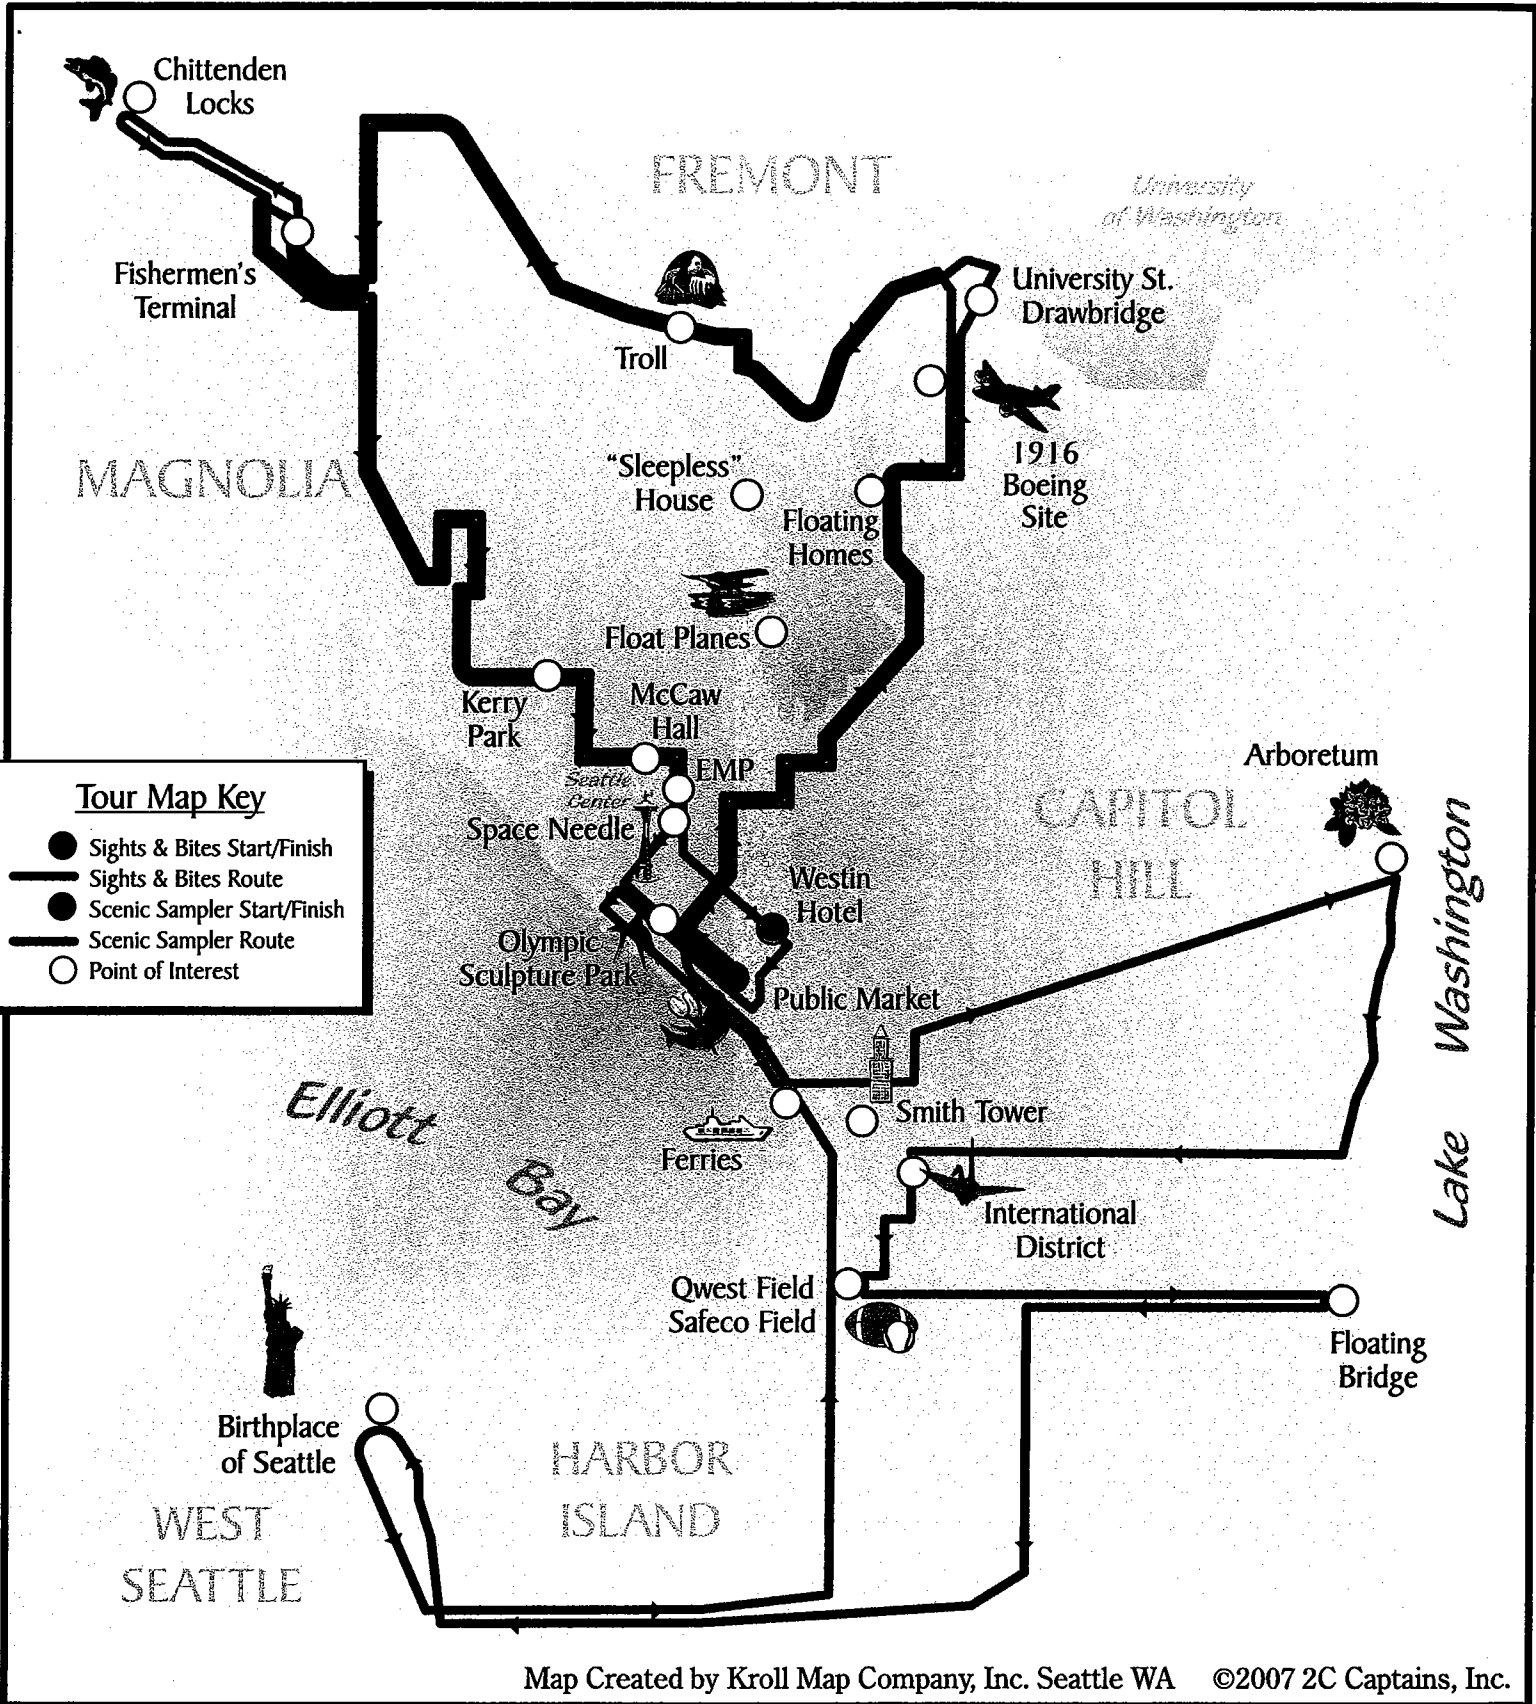 Chittenden
Locks
FREMONT
University
of Washington
Fishermen's
Terminal
University St.
Drawbridge
Troll
MAGNOLIA
"Sleepless"
House
1916
Boeing
Site
Floating
Homes
Float Planes
Kerry
Park
McCaw
Hall
EMP
Seattle
Center
Space Needle
Arboretum
CAPITOL
HILL
Tour Map Key
Sights & Bites Start/Finish
Sights & Bites Route
Scenic Sampler Start/Finish
Scenic Sampler Route
Point of Interest
Westin
Hotel
Olympic
Sculpture Park
Public Market
Lake Washington
Elliott
Bay
Smith Tower
Ferries
International
District
Qwest Field
Safeco Field
Floating
Bridge
Birthplace
of Seattle
HARBOR
ISLAND
WEST
SEATTLE
Map Created by Kroll Map Company, Inc. Seattle WA ©2007 2C Captains, Inc.